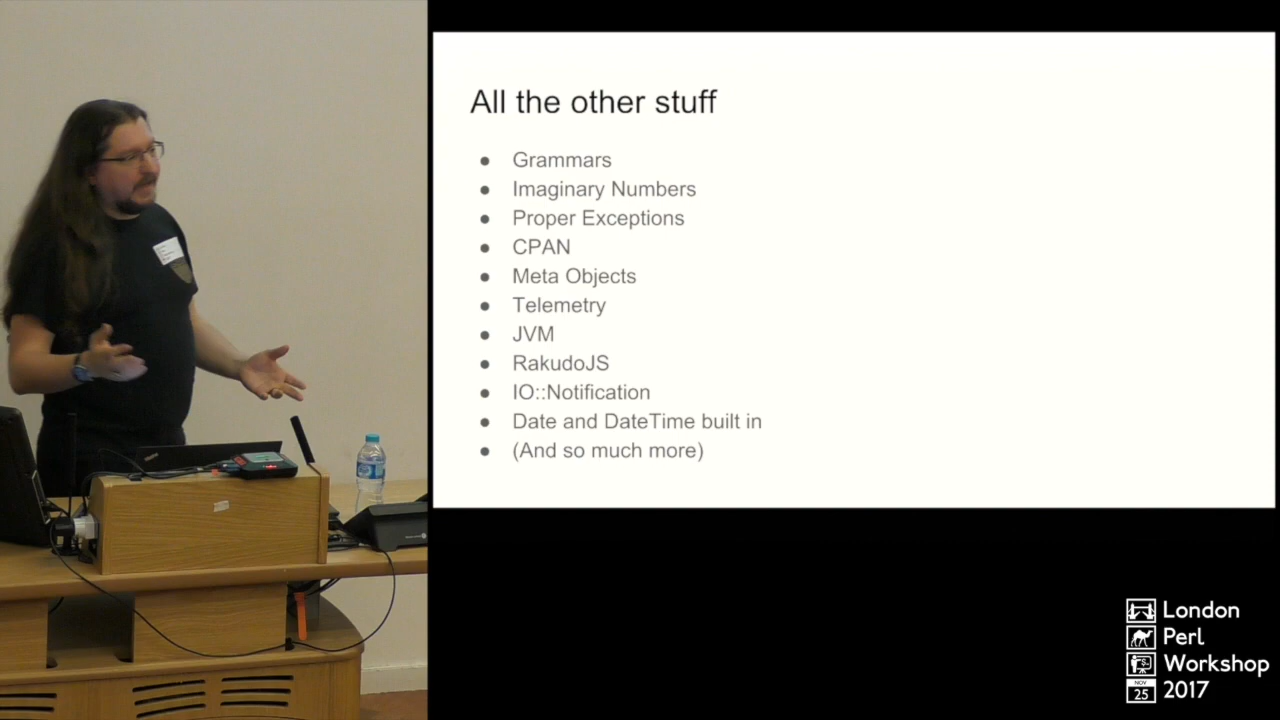 All the other stuff
● Grammars
● Imaginary Numbers
● Proper Exceptions
● CPAN
● Meta Objects
● Telemetry
● JVM
● RakudoJS
● IO::Notification
● Date and DateTime built in
● (And so much more)
London
Perl
Workshop
NOV
25
2017